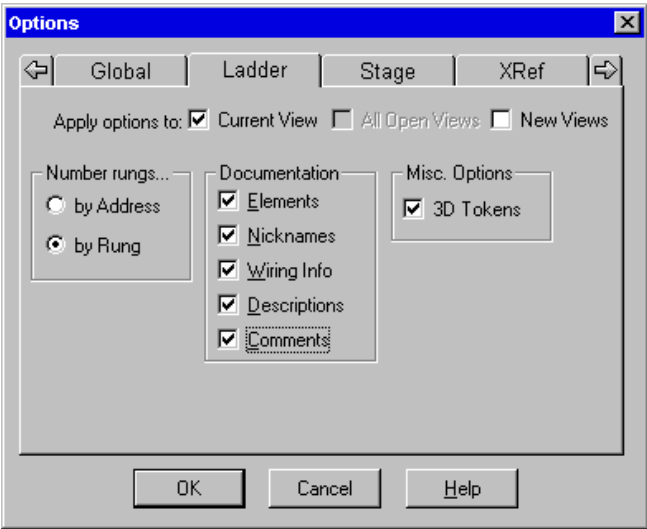 Options
Global Ladder Stage XRef
Apply options to: Current View All Open Views New Views
Number rungs... Documentation Misc. Options
by Address Elements 3D Tokens
by Rung Nicknames
Wiring Info
Descriptions
Comments
OK Cancel Help